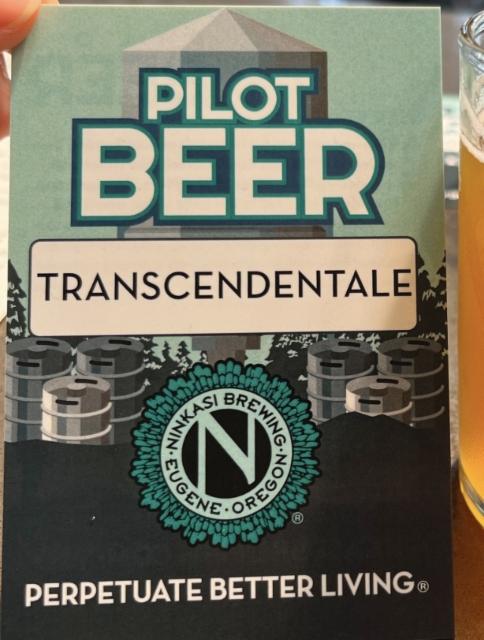 PILOT
BEER
TRANSCENDENTALE
NINKASI BREWING
EUGENE · OREGON
N
®
PERPETUATE BETTER LIVING®